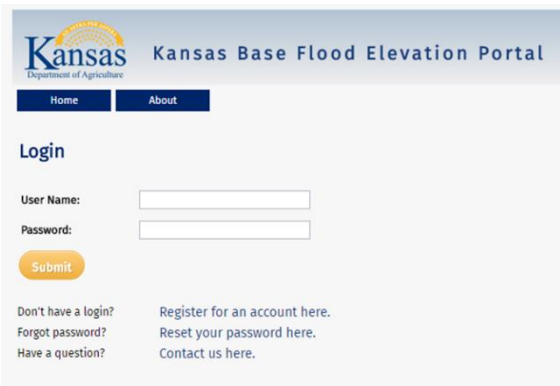 Kansas
Department of Agriculture
Kansas Base Flood Elevation Portal
Home About
Login
User Name:
Password:
Submit
Don't have a login? Register for an account here.
Forgot password? Reset your password here.
Have a question? Contact us here.